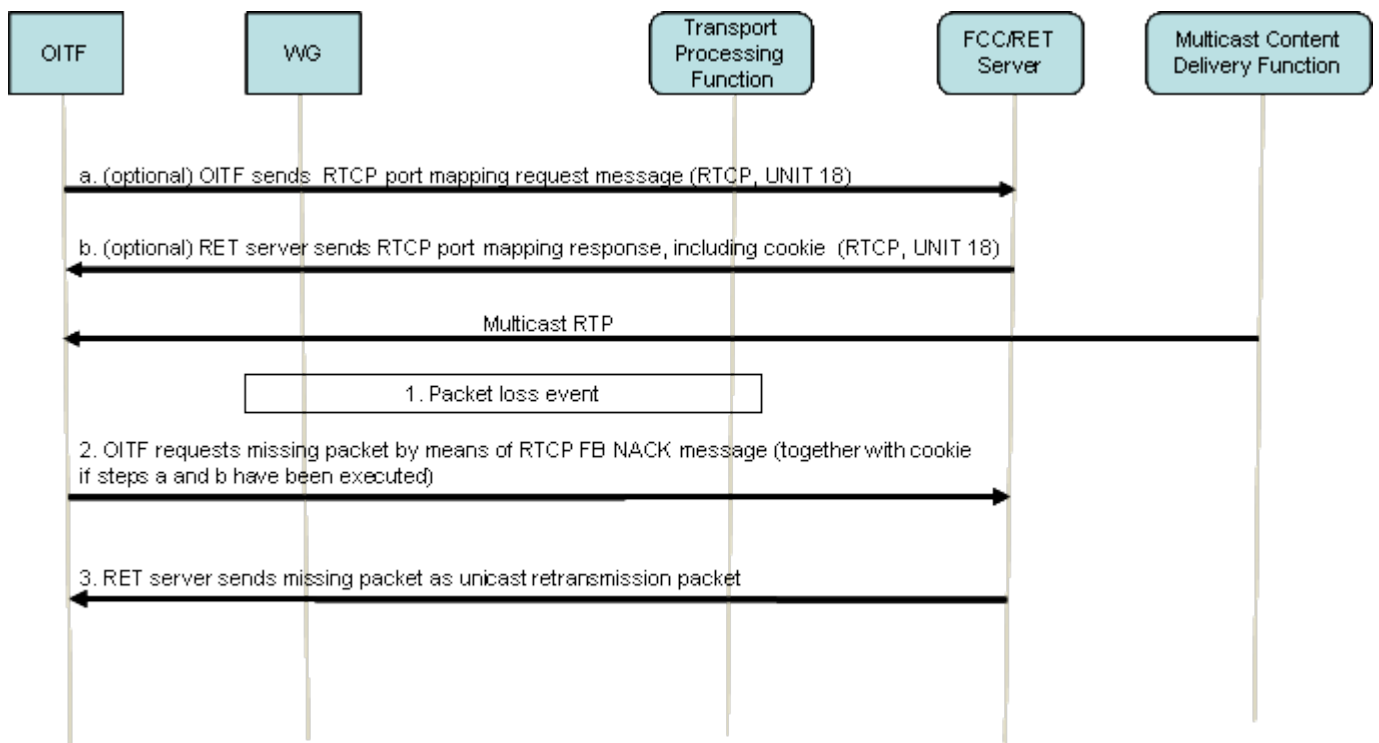 OITF
WG
Transport
Processing
Function
FCC/RET
Server
Multicast Content
Delivery Function
a. (optional) OITF sends RTCP port mapping request message (RTCP, UNIT 18)
b. (optional) RET server sends RTCP port mapping response, including cookie (RTCP, UNIT 18)
Multicast RTP
1. Packet loss event
2. OITF requests missing packet by means of RTCP FB NACK message (together with cookie
if steps a and b have been executed)
3. RET server sends missing packet as unicast retransmission packet